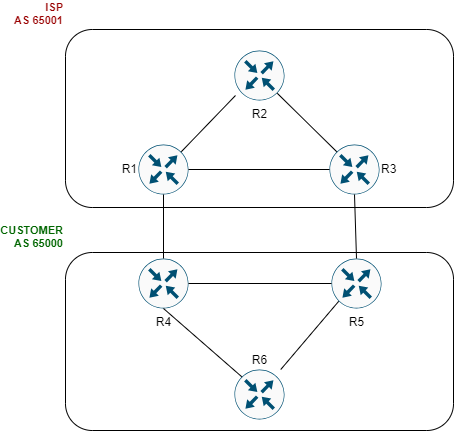 ISP
AS 65001
R2
R1
R3
CUSTOMER
AS 65000
R4
R5
R6